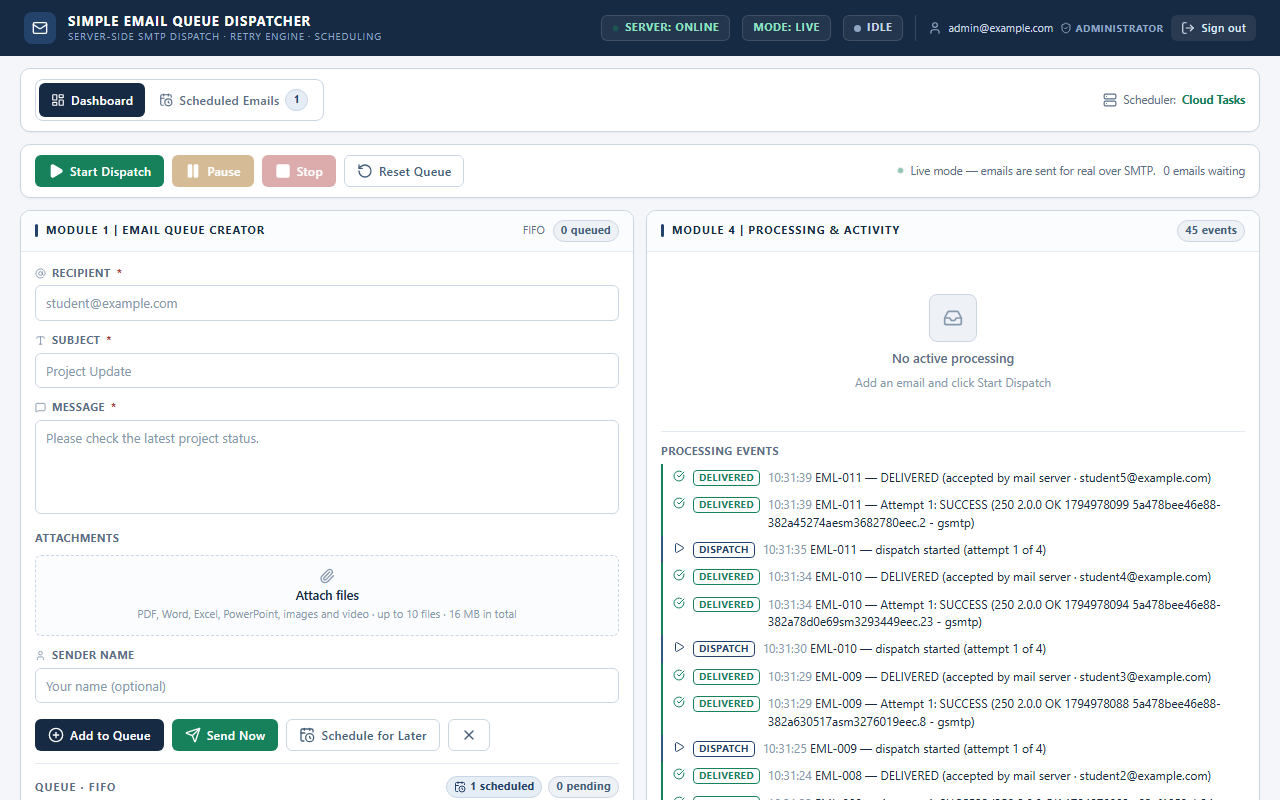 SIMPLE EMAIL QUEUE DISPATCHER
SERVER-SIDE SMTP DISPATCH · RETRY ENGINE · SCHEDULING
SERVER: ONLINE
MODE: LIVE
IDLE
admin@example.com
ADMINISTRATOR
Sign out
Dashboard
Scheduled Emails 1
Scheduler: Cloud Tasks
Start Dispatch
Pause
Stop
Reset Queue
Live mode — emails are sent for real over SMTP. 0 emails waiting
MODULE 1 | EMAIL QUEUE CREATOR
FIFO
0 queued
RECIPIENT *
student@example.com
SUBJECT *
Project Update
MESSAGE *
Please check the latest project status.
ATTACHMENTS
Attach files
PDF, Word, Excel, PowerPoint, images and video · up to 10 files · 16 MB in total
SENDER NAME
Your name (optional)
Add to Queue
Send Now
Schedule for Later
QUEUE · FIFO
1 scheduled
0 pending
MODULE 4 | PROCESSING & ACTIVITY
45 events
No active processing
Add an email and click Start Dispatch
PROCESSING EVENTS
DELIVERED 10:31:39 EML-011 — DELIVERED (accepted by mail server · student5@example.com)
DELIVERED 10:31:39 EML-011 — Attempt 1: SUCCESS (250 2.0.0 OK 1794978099 5a478bee46e88-
382a45274aesm3682780eec.2 - gsmtp)
DISPATCH 10:31:35 EML-011 — dispatch started (attempt 1 of 4)
DELIVERED 10:31:34 EML-010 — DELIVERED (accepted by mail server · student4@example.com)
DELIVERED 10:31:34 EML-010 — Attempt 1: SUCCESS (250 2.0.0 OK 1794978094 5a478bee46e88-
382a78d0e69sm3293449eec.23 - gsmtp)
DISPATCH 10:31:30 EML-010 — dispatch started (attempt 1 of 4)
DELIVERED 10:31:29 EML-009 — DELIVERED (accepted by mail server · student3@example.com)
DELIVERED 10:31:29 EML-009 — Attempt 1: SUCCESS (250 2.0.0 OK 1794978088 5a478bee46e88-
382a630517asm3276019eec.8 - gsmtp)
DISPATCH 10:31:25 EML-009 — dispatch started (attempt 1 of 4)
DELIVERED 10:31:24 EML-008 — DELIVERED (accepted by mail server · student2@example.com)